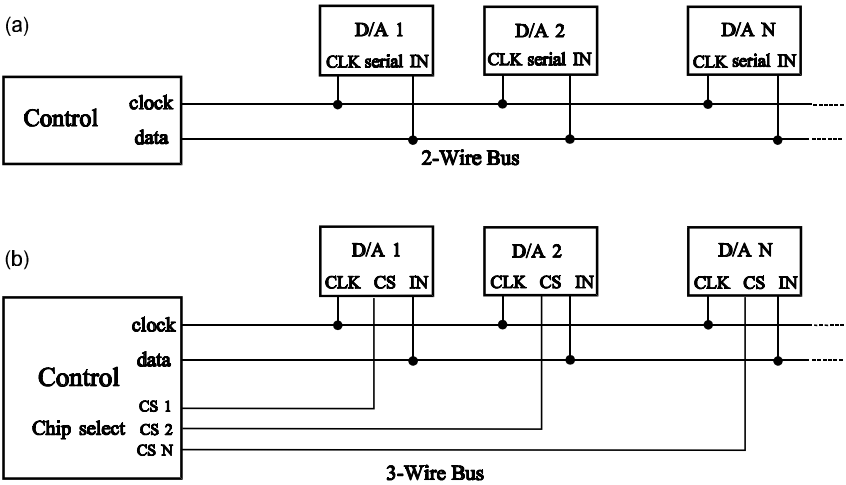 (a)
D/A 1
D/A 2
D/A N
CLK serial IN
CLK serial IN
CLK serial IN
Control
clock
data
2-Wire Bus
(b)
D/A 1
D/A 2
D/A N
CLK CS IN
CLK CS IN
CLK CS IN
clock
data
Control
CS 1
Chip select CS 2
CS N
3-Wire Bus